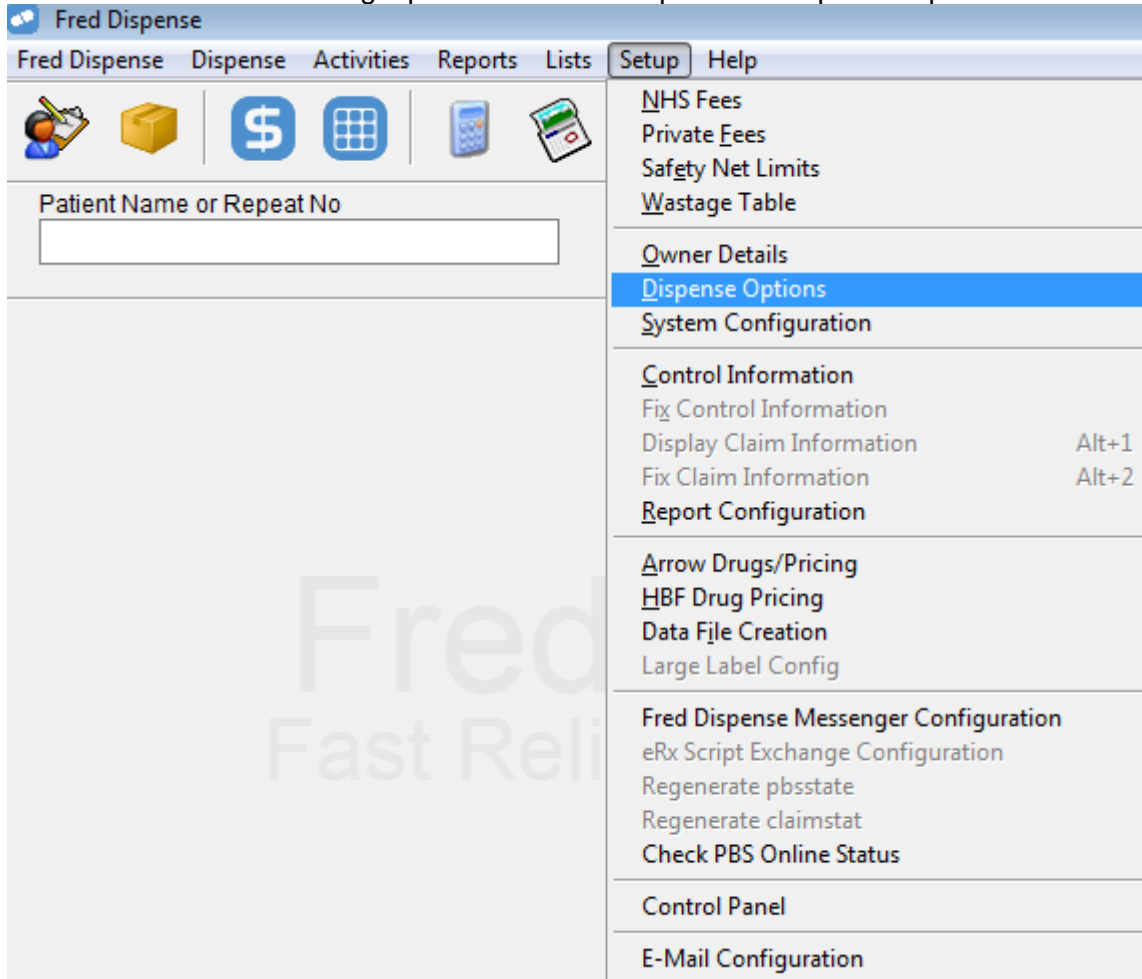 Fred Dispense
Fred Dispense Dispense Activities Reports Lists Setup Help
Patient Name or Repeat No
NHS Fees
Private Fees
Safety Net Limits
Wastage Table
Owner Details
Dispense Options
System Configuration
Control Information
Fix Control Information
Display Claim Information Alt+1
Fix Claim Information Alt+2
Report Configuration
Arrow Drugs/Pricing
HBF Drug Pricing
Data File Creation
Large Label Config
Fred Dispense Messenger Configuration
eRx Script Exchange Configuration
Regenerate pbsstate
Regenerate claimstat
Check PBS Online Status
Control Panel
E-Mail Configuration
Fred
Fast Reli